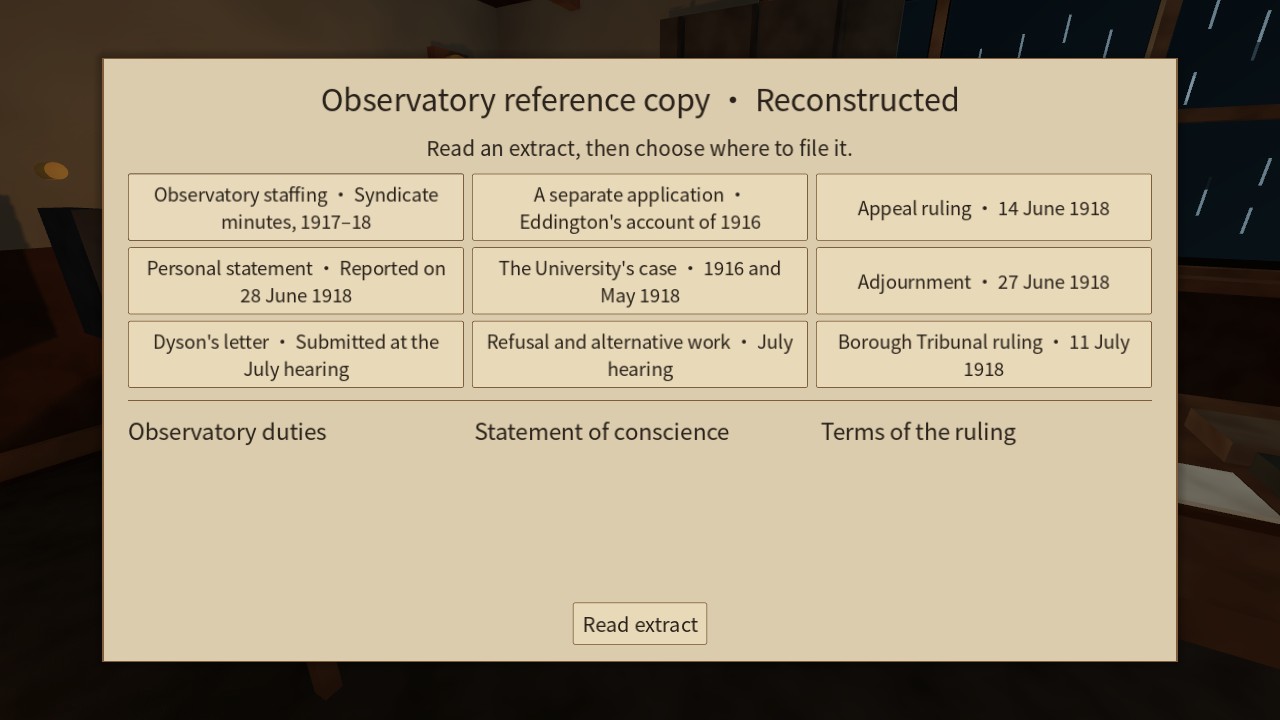 Observatory reference copy • Reconstructed
Read an extract, then choose where to file it.
Observatory staffing • Syndicate
minutes, 1917–18
A separate application •
Eddington's account of 1916
Appeal ruling • 14 June 1918
Personal statement • Reported on
28 June 1918
The University's case • 1916 and
May 1918
Adjournment • 27 June 1918
Dyson's letter • Submitted at the
July hearing
Refusal and alternative work • July
hearing
Borough Tribunal ruling • 11 July
1918
Observatory duties
Statement of conscience
Terms of the ruling
Read extract